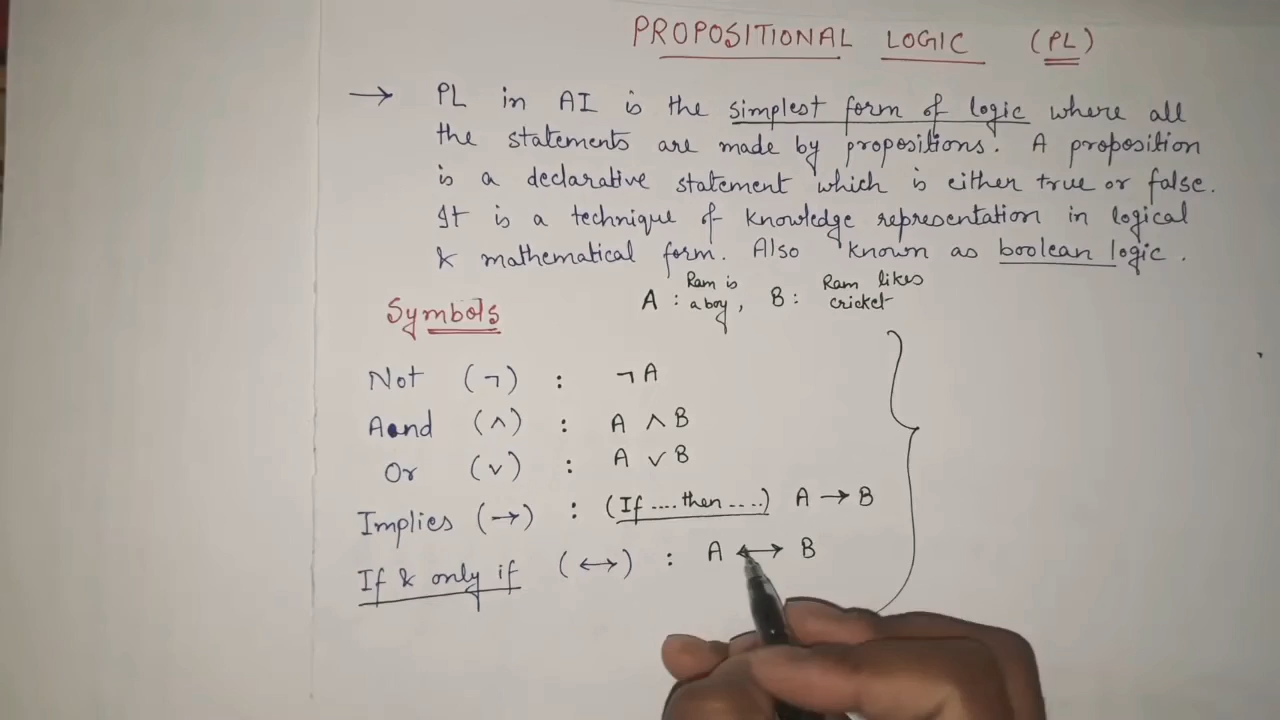 PROPOSITIONAL LOGIC (PL)
→ PL in AI is the simplest form of logic where all
the statements are made by propositions. A proposition
is a declarative statement which is either true or false.
It is a technique of knowledge representation in logical
& mathematical form. Also known as boolean logic.
A : Ram is a boy, B : Ram likes cricket
Symbols
Not (¬) : ¬A
And (∧) : A ∧ B
Or (∨) : A ∨ B
Implies (→) : (If ....then ....) A → B
If & only if (↔) : A ↔ B